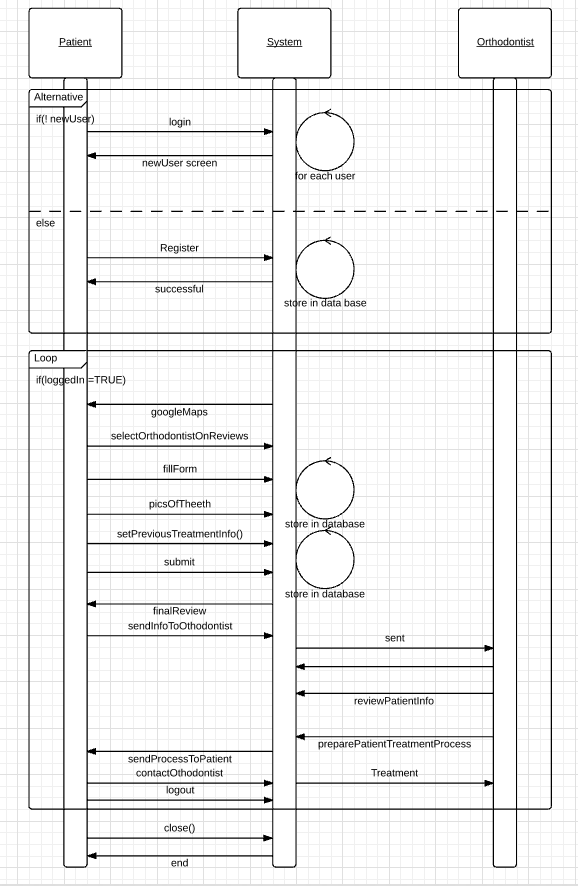 Patient
System
Orthodontist
Alternative
if(! newUser)
login
newUser screen
for each user
else
Register
successful
store in data base
Loop
if(loggedIn =TRUE)
googleMaps
selectOrthodontistOnReviews
fillForm
picsOfTheeth
store in database
setPreviousTreatmentInfo()
submit
store in database
finalReview
sendInfoToOthodontist
sent
reviewPatientInfo
preparePatientTreatmentProcess
sendProcessToPatient
contactOthodontist
Treatment
logout
close()
end